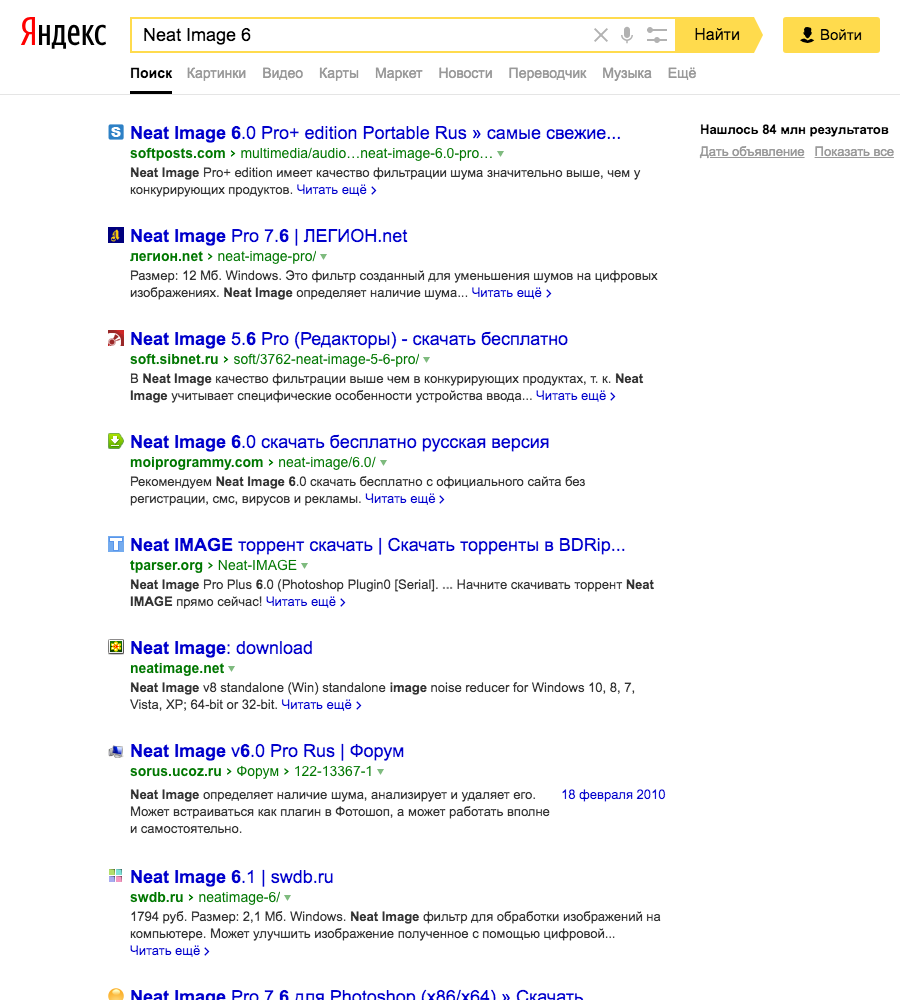 Яндекс
Neat Image 6
Найти
Войти
Поиск Картинки Видео Карты Маркет Новости Переводчик Музыка Ещё
Нашлось 84 млн результатов
Дать объявление Показать все
Neat Image 6.0 Pro+ edition Portable Rus » самые свежие...
softposts.com › multimedia/audio…neat-image-6.0-pro…
Neat Image Pro+ edition имеет качество фильтрации шума значительно выше, чем у
конкурирующих продуктов. Читать ещё ›
Neat Image Pro 7.6 | ЛЕГИОН.net
легион.net › neat-image-pro/
Размер: 12 Мб. Windows. Это фильтр созданный для уменьшения шумов на цифровых
изображениях. Neat Image определяет наличие шума... Читать ещё ›
Neat Image 5.6 Pro (Редакторы) - скачать бесплатно
soft.sibnet.ru › soft/3762-neat-image-5-6-pro/
В Neat Image качество фильтрации выше чем в конкурирующих продуктах, т. к. Neat
Image учитывает специфические особенности устройства ввода... Читать ещё ›
Neat Image 6.0 скачать бесплатно русская версия
moiprogrammy.com › neat-image/6.0/
Рекомендуем Neat Image 6.0 скачать бесплатно с официального сайта без
регистрации, смс, вирусов и рекламы. Читать ещё ›
Neat IMAGE торрент скачать | Скачать торренты в BDRip...
tparser.org › Neat-IMAGE
Neat Image Pro Plus 6.0 (Photoshop Plugin0 [Serial]. ... Начните скачивать торрент Neat
IMAGE прямо сейчас! Читать ещё ›
Neat Image: download
neatimage.net
Neat Image v8 standalone (Win) standalone image noise reducer for Windows 10, 8, 7,
Vista, XP; 64-bit or 32-bit. Читать ещё ›
Neat Image v6.0 Pro Rus | Форум
sorus.ucoz.ru › Форум › 122-13367-1
Neat Image определяет наличие шума, анализирует и удаляет его. 18 февраля 2010
Может встраиваться как плагин в Фотошоп, а может работать вполне
и самостоятельно.
Neat Image 6.1 | swdb.ru
swdb.ru › neatimage-6/
1794 руб. Размер: 2,1 Мб. Windows. Neat Image фильтр для обработки изображений на
компьютере. Может улучшить изображение полученное с помощью цифровой...
Читать ещё ›
Neat Image Pro 7.6 для Photoshop (x86/x64) » Скачать